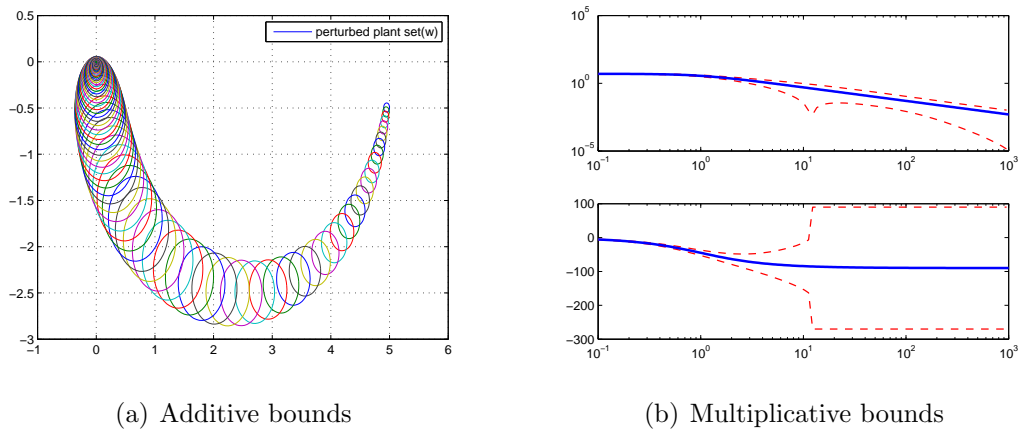 0.5
0
−0.5
−1
−1.5
−2
−2.5
−3
−1 0 1 2 3 4 5 6
perturbed plant set(w)
10^5
10^0
10^−5
10^−1 10^0 10^1 10^2 10^3
100
0
−100
−200
−300
10^−1 10^0 10^1 10^2 10^3
(a) Additive bounds
(b) Multiplicative bounds